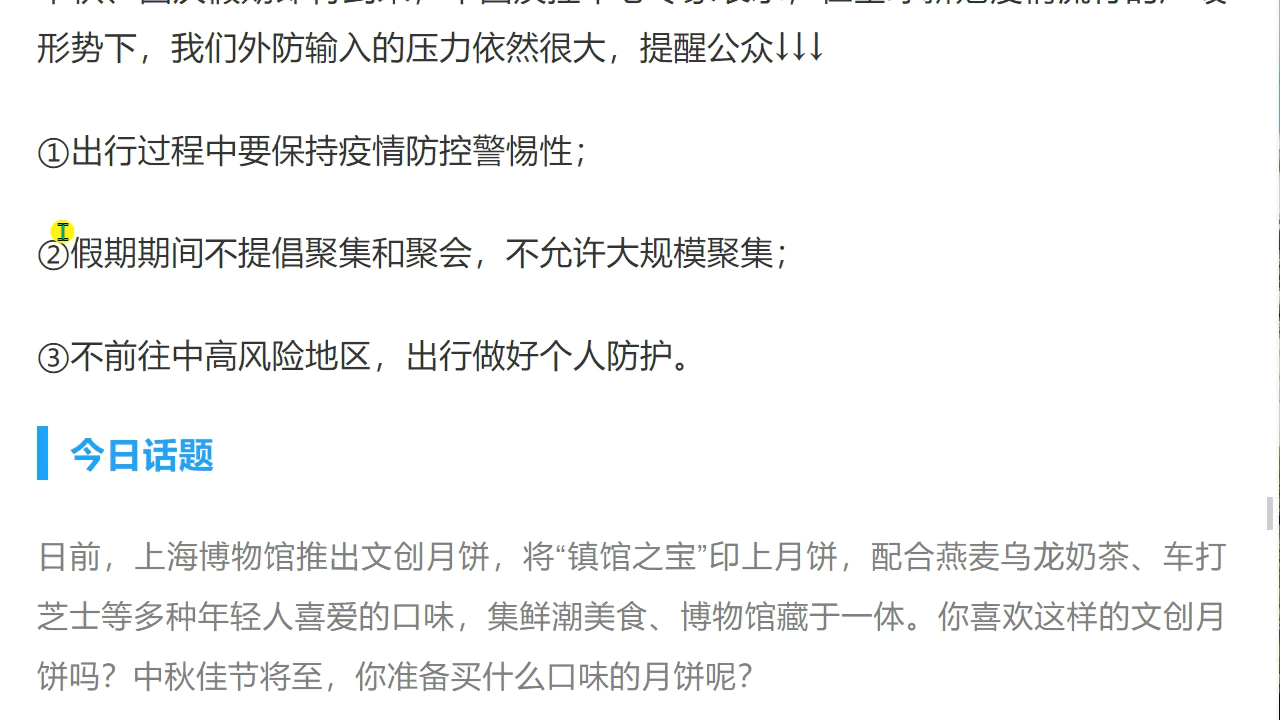 形势下，我们外防输入的压力依然很大，提醒公众↓↓↓
①出行过程中要保持疫情防控警惕性；
②假期期间不提倡聚集和聚会，不允许大规模聚集；
③不前往中高风险地区，出行做好个人防护。
今日话题
日前，上海博物馆推出文创月饼，将“镇馆之宝”印上月饼，配合燕麦乌龙奶茶、车打
芝士等多种年轻人喜爱的口味，集鲜潮美食、博物馆藏于一体。你喜欢这样的文创月
饼吗？中秋佳节将至，你准备买什么口味的月饼呢？